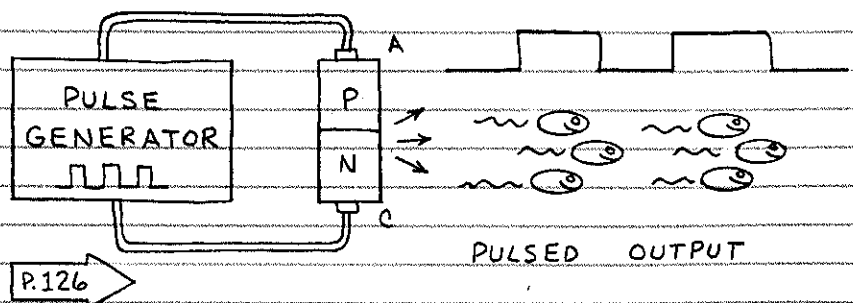 A
PULSE
GENERATOR
P
N
C
PULSED OUTPUT
P.126